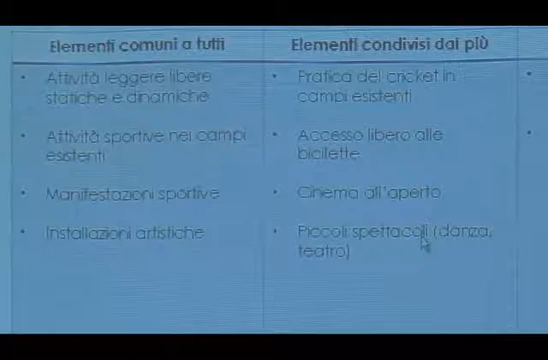 Elementi comuni a tutti
• Attività leggere libere
statiche e dinamiche
• Attività sportive nei campi
esistenti
• Manifestazioni sportive
• Installazioni artistiche
Elementi condivisi dai più
• Pratica del cricket in
campi esistenti
• Accesso libero alle
biciclette
• Cinema all'aperto
• Piccoli spettacoli (danza,
teatro)